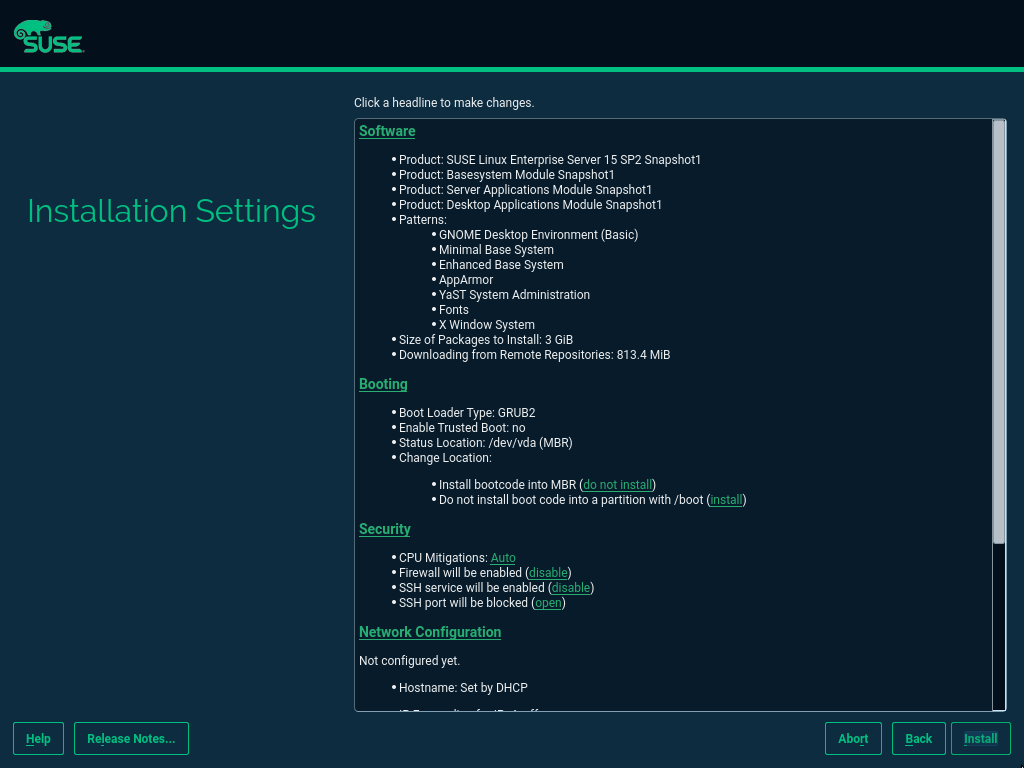 SUSE
Click a headline to make changes.
Installation Settings
Software
• Product: SUSE Linux Enterprise Server 15 SP2 Snapshot1
• Product: Basesystem Module Snapshot1
• Product: Server Applications Module Snapshot1
• Product: Desktop Applications Module Snapshot1
• Patterns:
• GNOME Desktop Environment (Basic)
• Minimal Base System
• Enhanced Base System
• AppArmor
• YaST System Administration
• Fonts
• X Window System
• Size of Packages to Install: 3 GiB
• Downloading from Remote Repositories: 813.4 MiB
Booting
• Boot Loader Type: GRUB2
• Enable Trusted Boot: no
• Status Location: /dev/vda (MBR)
• Change Location:
• Install bootcode into MBR (do not install)
• Do not install boot code into a partition with /boot (install)
Security
• CPU Mitigations: Auto
• Firewall will be enabled (disable)
• SSH service will be enabled (disable)
• SSH port will be blocked (open)
Network Configuration
Not configured yet.
• Hostname: Set by DHCP
Help
Release Notes...
Abort
Back
Install